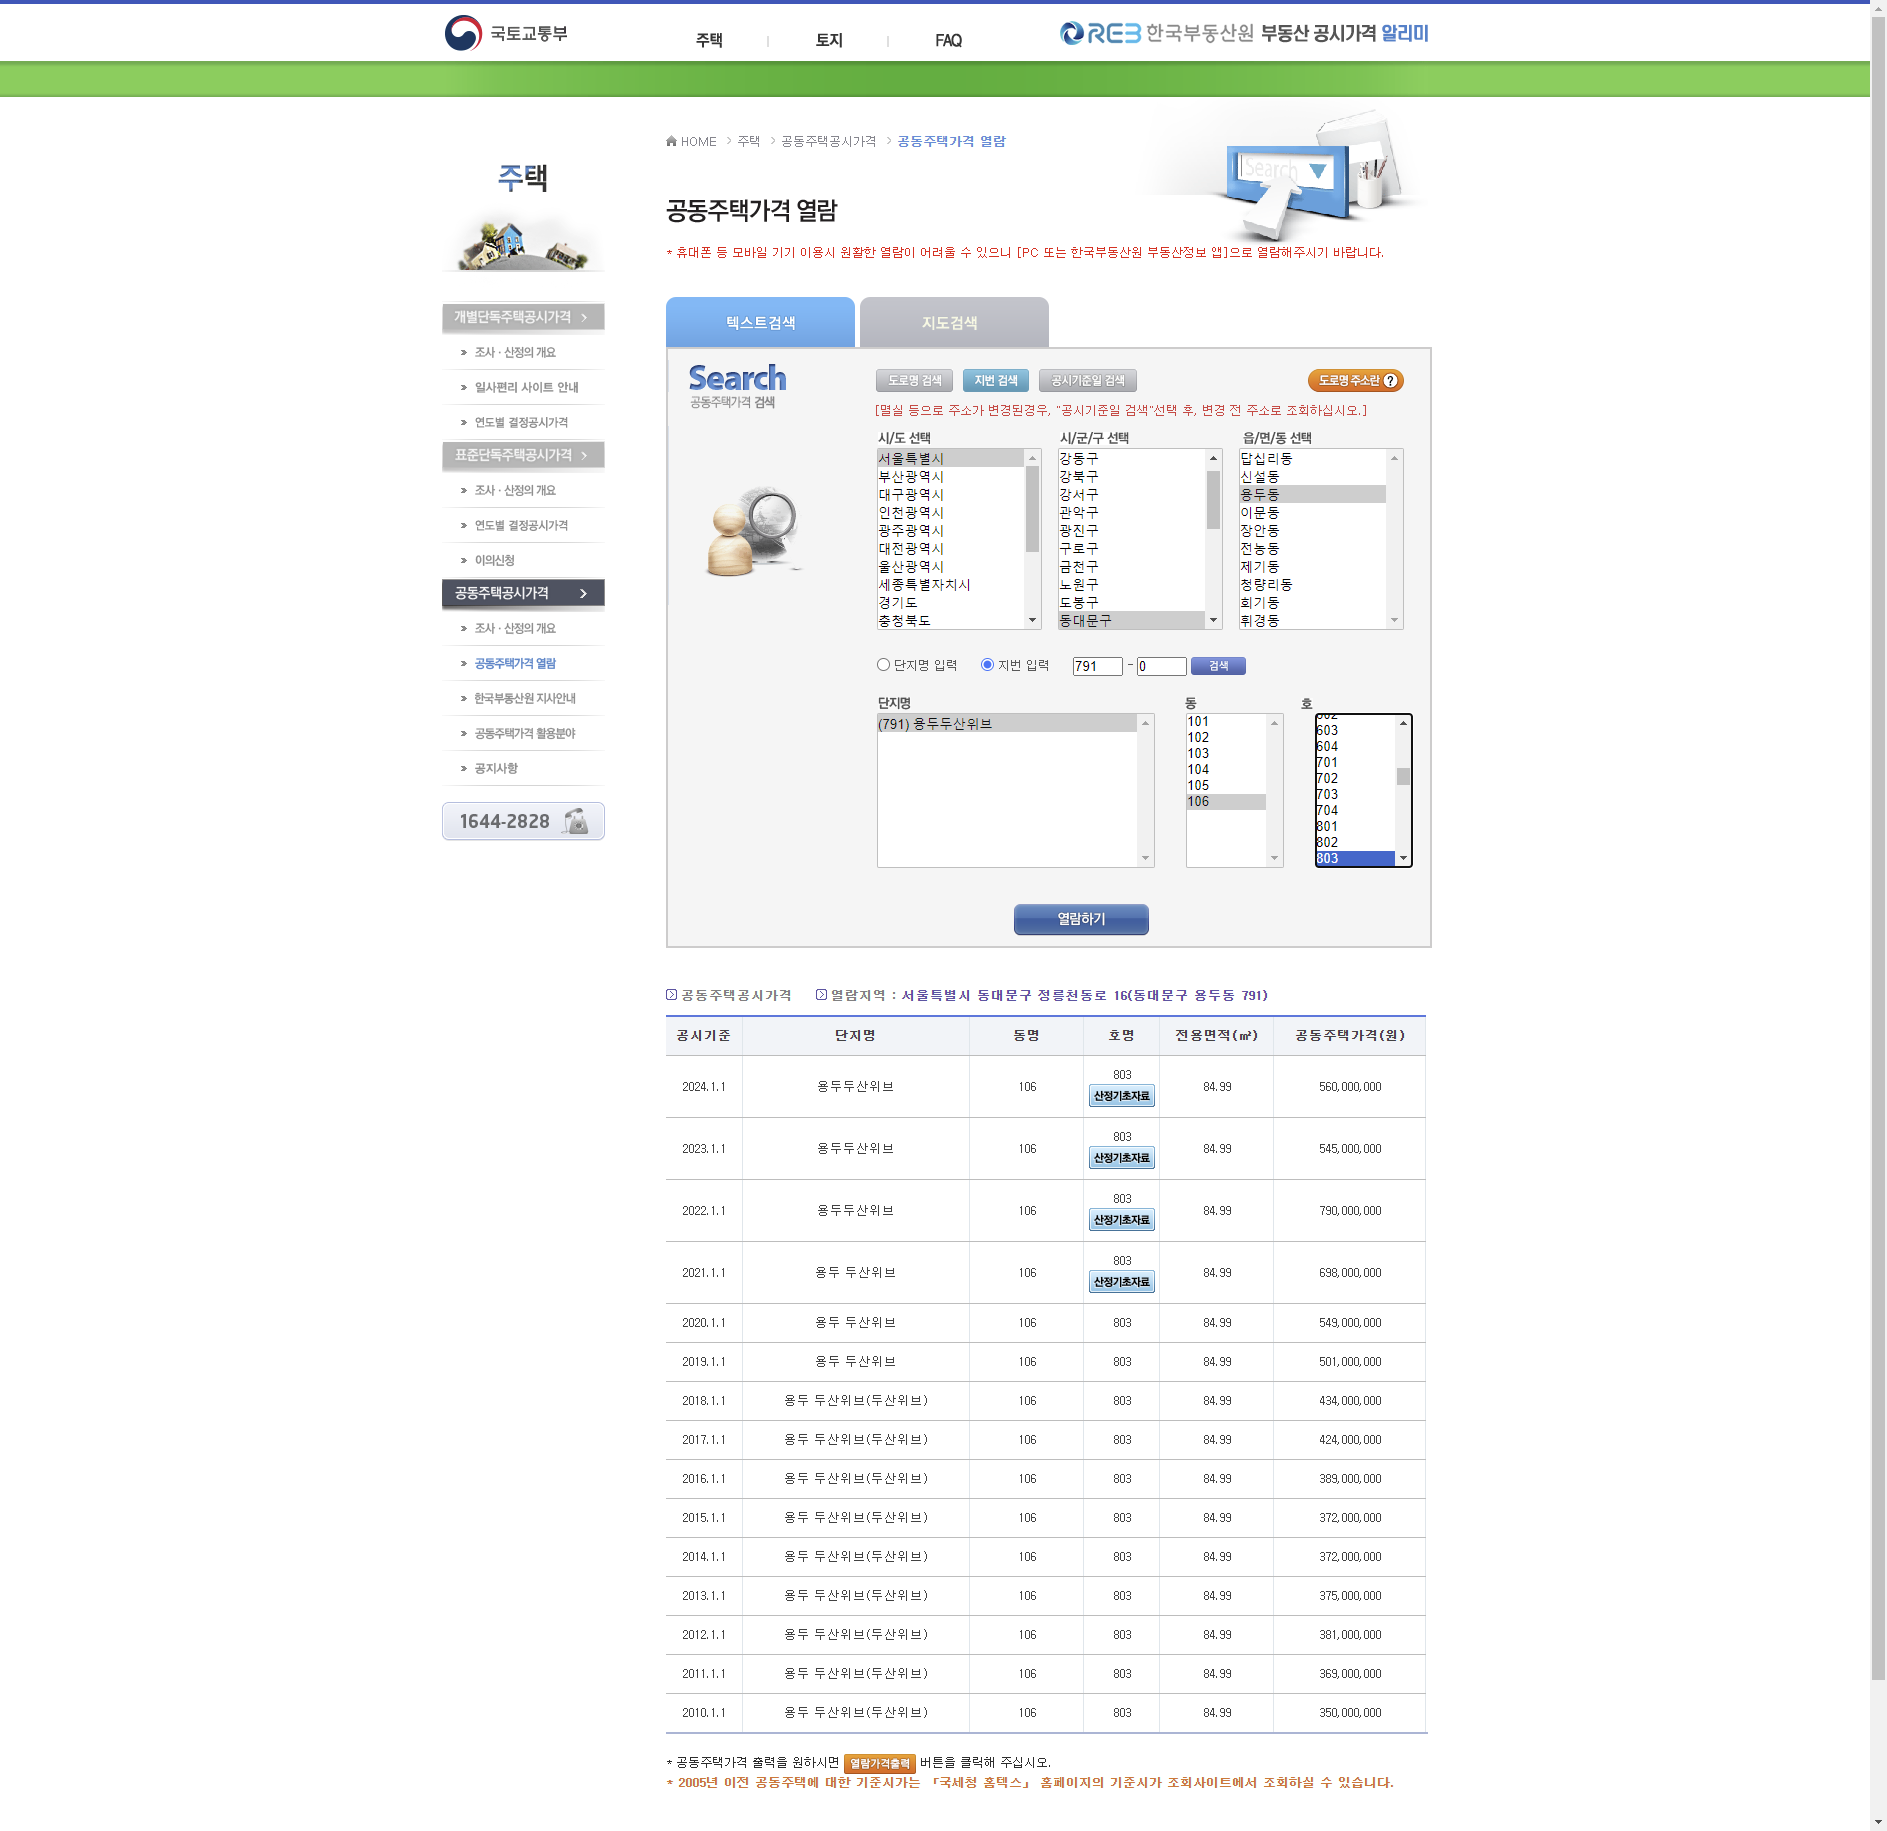 국토교통부
주택
토지
FAQ
REB 한국부동산원 부동산 공시가격 알리미
HOME 주택 공동주택공시가격 공동주택가격 열람
주택
공동주택가격 열람
* 휴대폰 등 모바일 기기 이용시 원활한 열람이 어려울 수 있으니 [PC 또는 한국부동산원 부동산정보 앱]으로 열람해주시기 바랍니다.
개별단독주택공시가격
조사 · 산정의 개요
일사편리 사이트 안내
연도별 결정공시가격
표준단독주택공시가격
조사 · 산정의 개요
연도별 결정공시가격
이의신청
공동주택공시가격
조사 · 산정의 개요
공동주택가격 열람
한국부동산원 지사안내
공동주택가격 활용분야
공지사항
1644-2828
텍스트검색
지도검색
Search
Search
공동주택가격 검색
도로명 검색
지번 검색
공시기준일 검색
도로명 주소란 ?
[멸실 등으로 주소가 변경된경우, "공시기준일 검색"선택 후, 변경 전 주소로 조회하십시오.]
시/도 선택
서울특별시
부산광역시
대구광역시
인천광역시
광주광역시
대전광역시
울산광역시
세종특별자치시
경기도
충청북도
시/군/구 선택
강동구
강북구
강서구
관악구
광진구
구로구
금천구
노원구
도봉구
동대문구
읍/면/동 선택
답십리동
신설동
용두동
이문동
장안동
전농동
제기동
청량리동
회기동
휘경동
단지명 입력
지번 입력
791 - 0
검색
단지명
(791) 용두두산위브
동
101
102
103
104
105
106
호
602
603
604
701
702
703
704
801
802
803
열람하기
공동주택공시가격
열람지역 : 서울특별시 동대문구 정릉천동로 16(동대문구 용두동 791)
공시기준 단지명 동명 호명 전용면적(㎡) 공동주택가격(원)
2024.1.1 용두두산위브 106 803 산정기초자료 84.99 560,000,000
2023.1.1 용두두산위브 106 803 산정기초자료 84.99 545,000,000
2022.1.1 용두두산위브 106 803 산정기초자료 84.99 790,000,000
2021.1.1 용두 두산위브 106 803 산정기초자료 84.99 698,000,000
2020.1.1 용두 두산위브 106 803 84.99 549,000,000
2019.1.1 용두 두산위브 106 803 84.99 501,000,000
2018.1.1 용두 두산위브(두산위브) 106 803 84.99 434,000,000
2017.1.1 용두 두산위브(두산위브) 106 803 84.99 424,000,000
2016.1.1 용두 두산위브(두산위브) 106 803 84.99 389,000,000
2015.1.1 용두 두산위브(두산위브) 106 803 84.99 372,000,000
2014.1.1 용두 두산위브(두산위브) 106 803 84.99 372,000,000
2013.1.1 용두 두산위브(두산위브) 106 803 84.99 375,000,000
2012.1.1 용두 두산위브(두산위브) 106 803 84.99 381,000,000
2011.1.1 용두 두산위브(두산위브) 106 803 84.99 369,000,000
2010.1.1 용두 두산위브(두산위브) 106 803 84.99 350,000,000
* 공동주택가격 출력을 원하시면 열람가격출력 버튼을 클릭해 주십시오.
* 2005년 이전 공동주택에 대한 기준시가는 「국세청 홈텍스」 홈페이지의 기준시가 조회사이트에서 조회하실 수 있습니다.